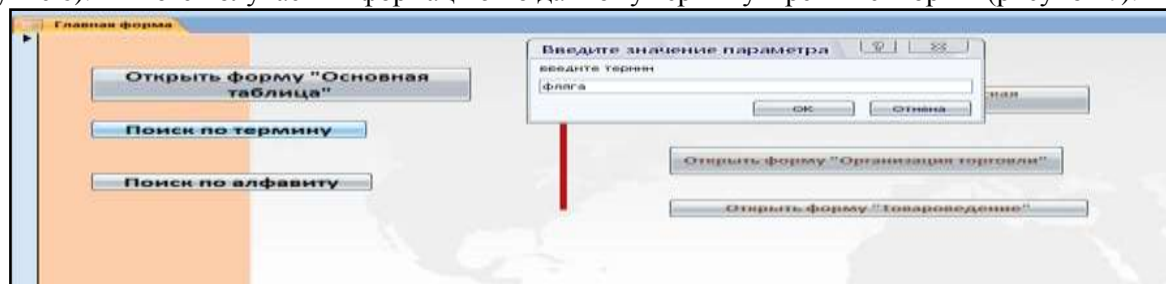 Главная форма
Открыть форму "Основная
таблица"
Поиск по термину
Поиск по алфавиту
Введите значение параметра
введите термин
фляга
ОК
Отмена
Открыть форму "Организация торговли"
Открыть форму "Товароведение"